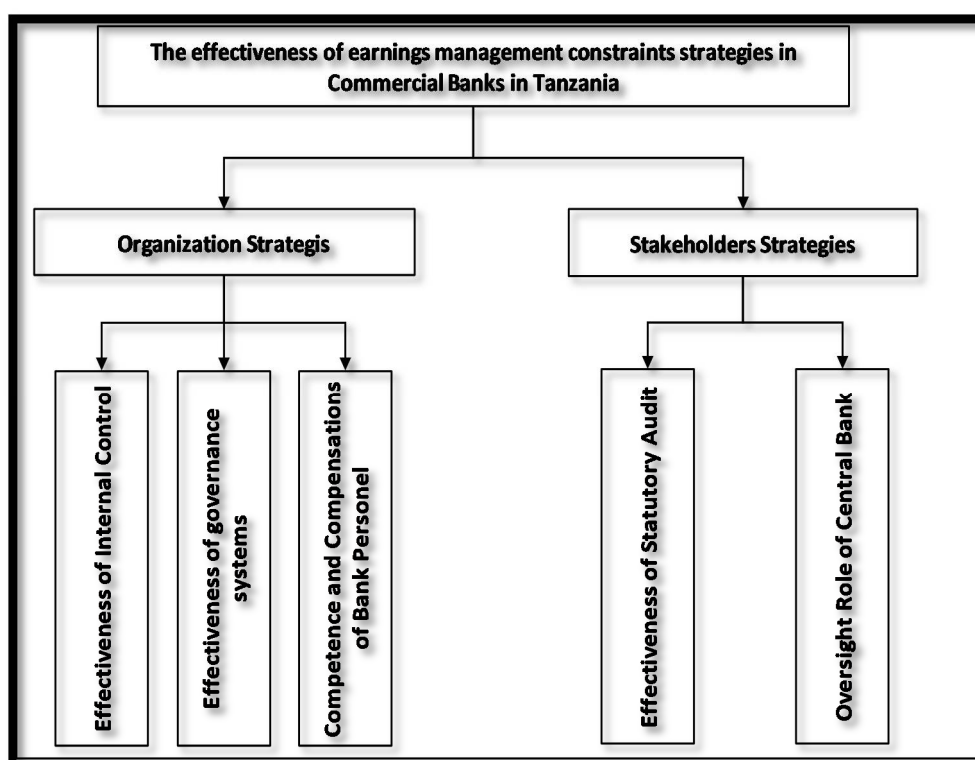 The effectiveness of earnings management constraints strategies in
Commercial Banks in Tanzania
Organization Strategis
Stakeholders Strategies
Effectiveness of Internal Control
Effectiveness of governance
systems
Competence and Compensations
of Bank Personel
Effectiveness of Statutory Audit
Oversight Role of Central Bank